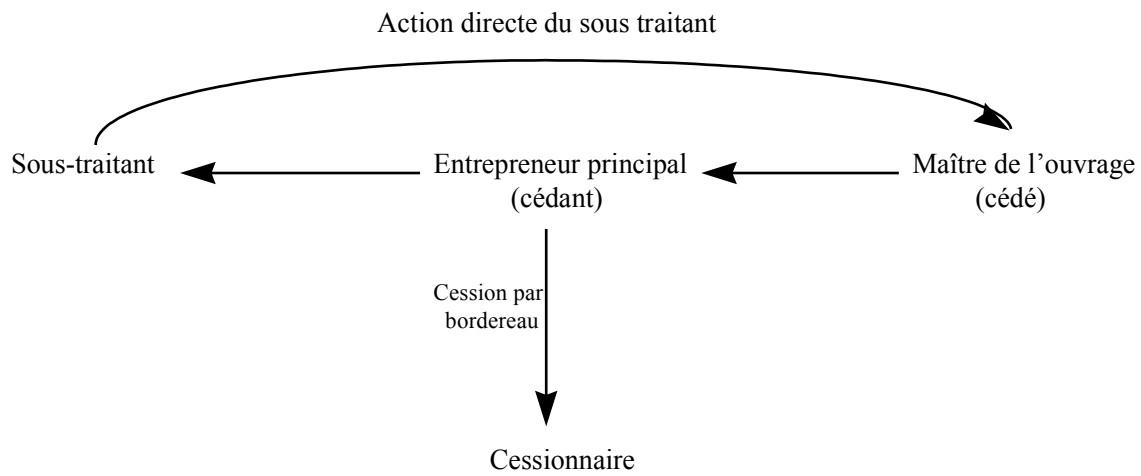 Action directe du sous traitant
Sous-traitant
Entrepreneur principal
(cédant)
Maître de l’ouvrage
(cédé)
Cession par
bordereau
Cessionnaire